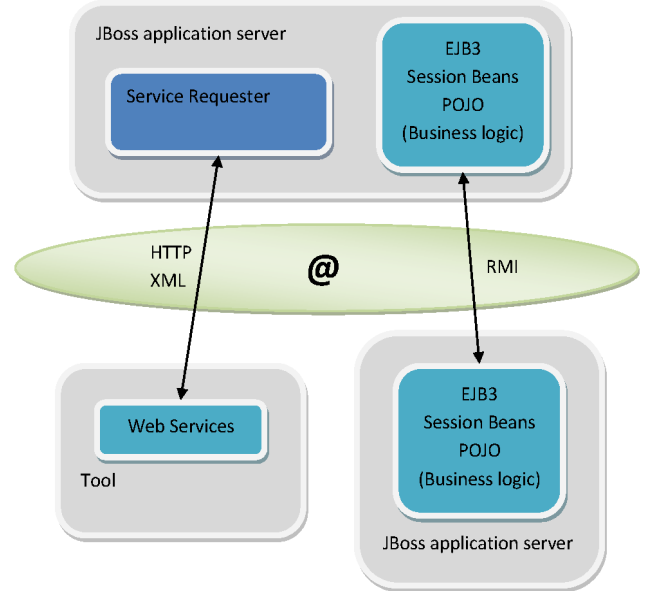 JBoss application server
Service Requester
EJB3
Session Beans
POJO
(Business logic)
HTTP
XML
@
RMI
Web Services
Tool
EJB3
Session Beans
POJO
(Business logic)
JBoss application server